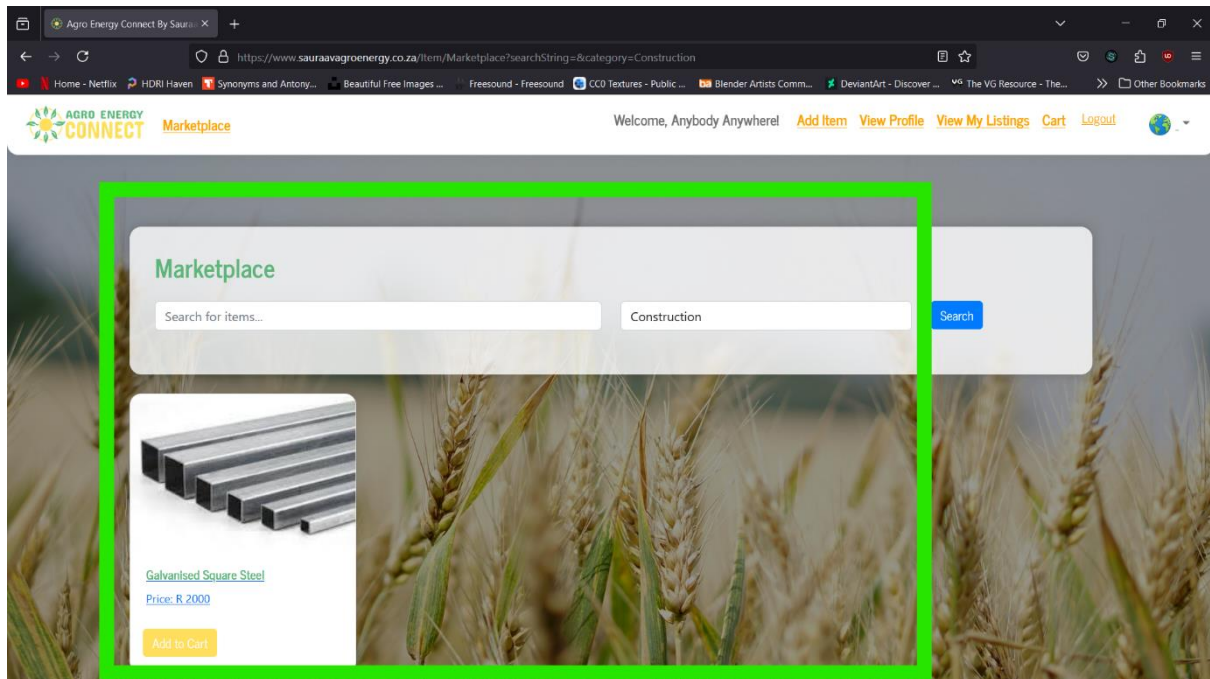 Agro Energy Connect By Saura
https://www.sauraavagroenergy.co.za/Item/Marketplace?searchString=&category=Construction
Home - Netflix HDRI Haven Synonyms and Antony... Beautiful Free Images ... Freesound - Freesound CC0 Textures - Public ... Blender Artists Comm... DeviantArt - Discover ... VG The VG Resource - The... Other Bookmarks
AGRO ENERGY
CONNECT
Marketplace Welcome, Anybody Anywhere! Add Item View Profile View My Listings Cart Logout
Marketplace
Search for items... Construction Search
Galvanised Square Steel
Price: R 2000
Add to Cart